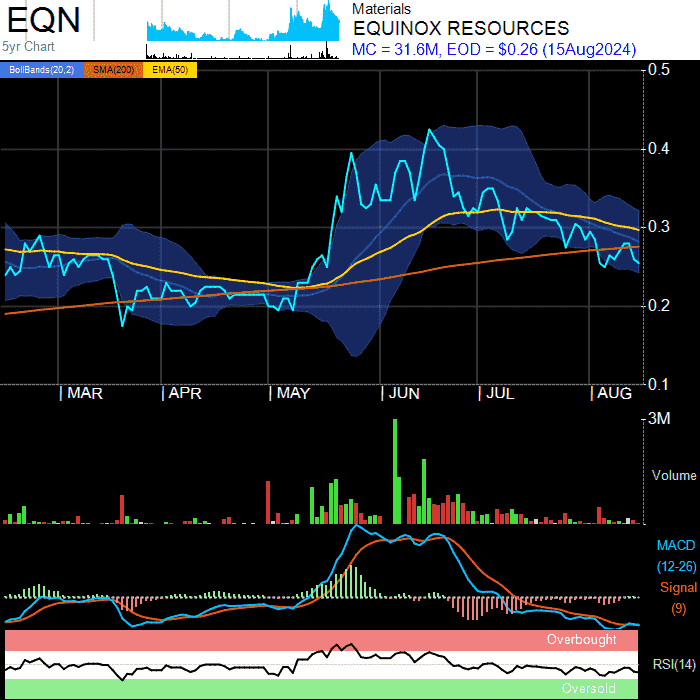 EQN
5yr Chart
Materials
EQUINOX RESOURCES
MC = 31.6M, EOD = $0.26 (15Aug2024)
BollBands(20,2) SMA(200) EMA(50)
0.5
0.4
0.3
0.2
0.1
MAR APR MAY JUN JUL AUG
3M
Volume
MACD
(12-26)
Signal
(9)
Overbought
RSI(14)
Oversold